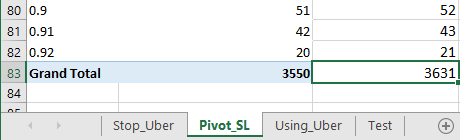 80 0.9 51 52
81 0.91 42 43
82 0.92 20 21
83 Grand Total 3550 3631
84
Stop_Uber Pivot_SL Using_Uber Test